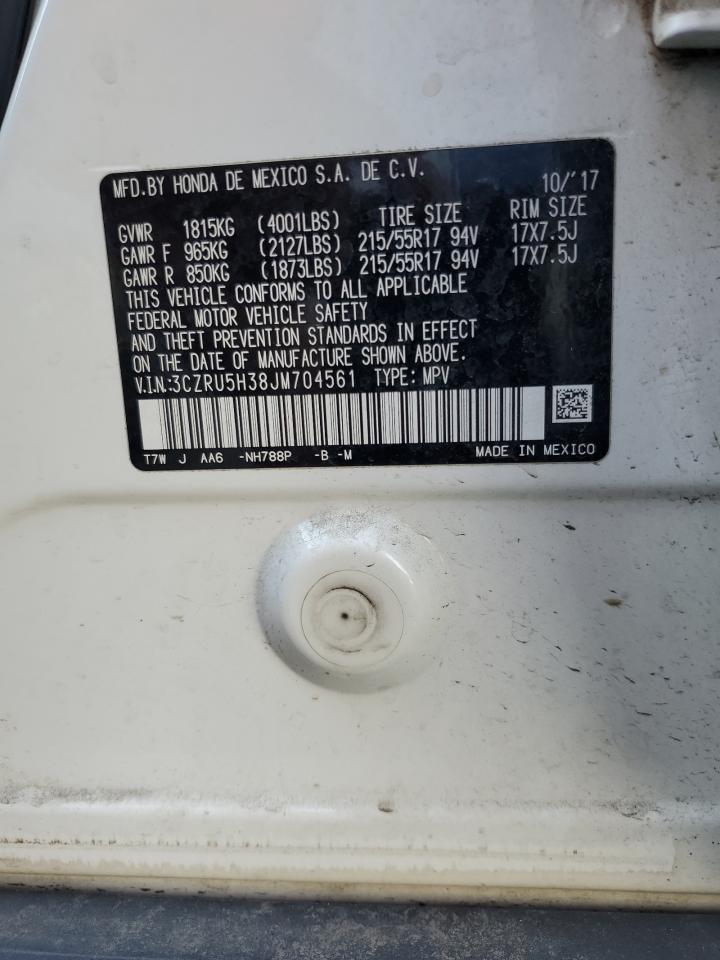 MFD.BY HONDA DE MEXICO S.A. DE C.V. 10/'17
GVWR 1815KG (4001LBS) TIRE SIZE RIM SIZE
GAWR F 965KG (2127LBS) 215/55R17 94V 17X7.5J
GAWR R 850KG (1873LBS) 215/55R17 94V 17X7.5J
THIS VEHICLE CONFORMS TO ALL APPLICABLE
FEDERAL MOTOR VEHICLE SAFETY
AND THEFT PREVENTION STANDARDS IN EFFECT
ON THE DATE OF MANUFACTURE SHOWN ABOVE.
V.I.N:3CZRU5H38JM704561 TYPE: MPV
T7W J AA6 -NH788P -B -M MADE IN MEXICO